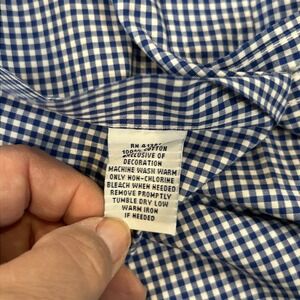 RN
100% COTTON
EXCLUSIVE OF
DECORATION
MACHINE WASH WARM
ONLY NON-CHLORINE
BLEACH WHEN NEEDED
REMOVE PROMPTLY
TUMBLE DRY LOW
WARM IRON
IF NEEDED